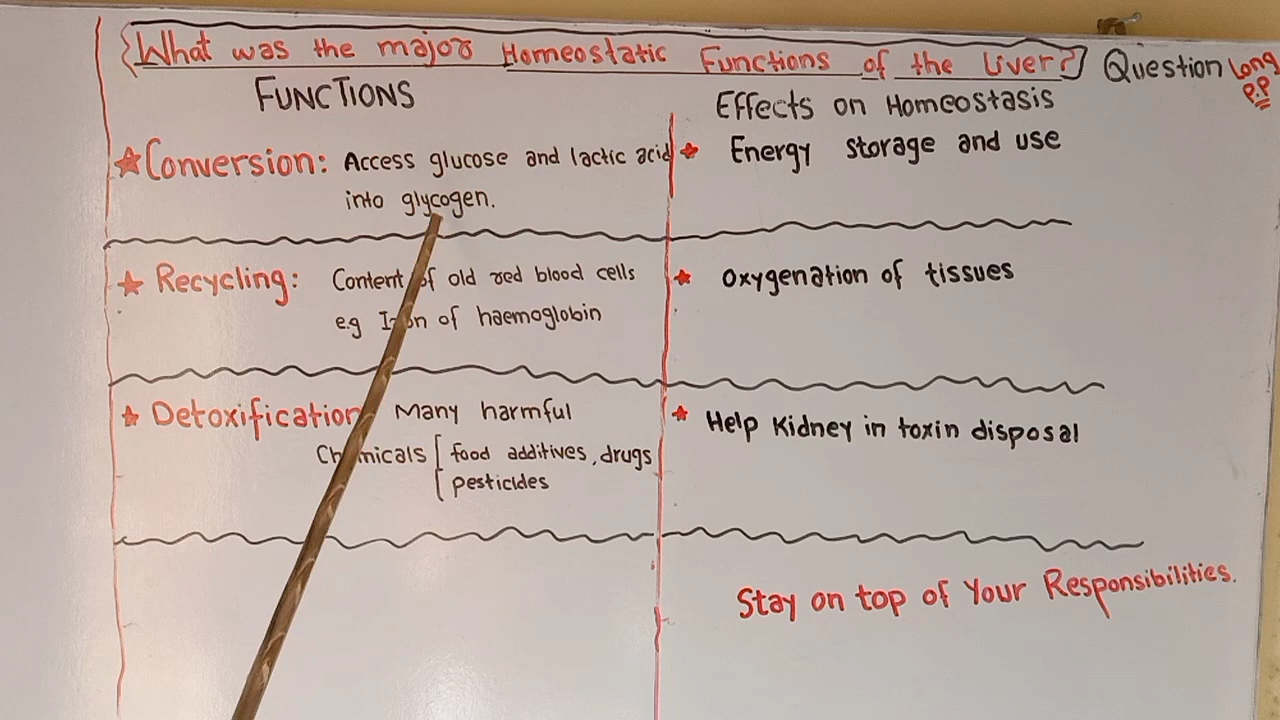 What was the major Homeostatic Functions of the Liver? Question Long
P.P
FUNCTIONS
Effects on Homeostasis
Conversion: Access glucose and lactic acid
into glycogen.
Energy storage and use
Recycling: Content of old red blood cells
e.g Iron of haemoglobin
Oxygenation of tissues
Detoxification Many harmful
Chemicals [ food additives, drugs
pesticides
Help Kidney in toxin disposal
Stay on top of Your Responsibilities.